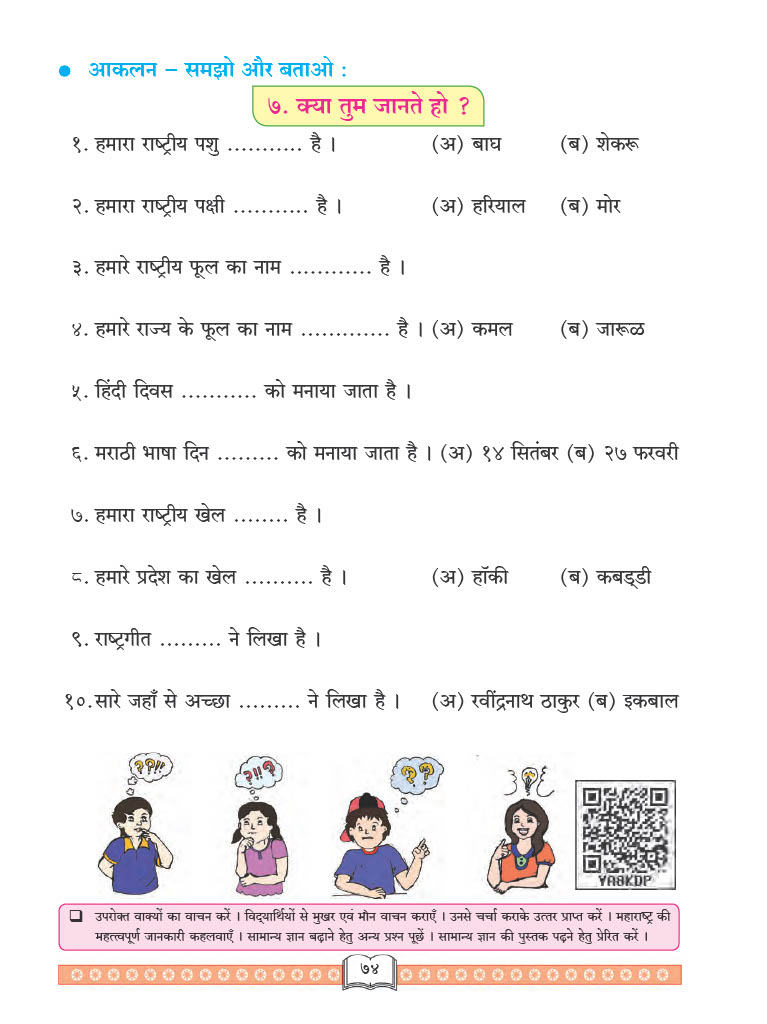 ● आकलन – समझो और बताओ :
७. क्या तुम जानते हो ?
१. हमारा राष्ट्रीय पशु ........... है । (अ) बाघ (ब) शेकरू
२. हमारा राष्ट्रीय पक्षी ........... है । (अ) हरियाल (ब) मोर
३. हमारे राष्ट्रीय फूल का नाम ............ है ।
४. हमारे राज्य के फूल का नाम ............. है । (अ) कमल (ब) जारूळ
५. हिंदी दिवस ........... को मनाया जाता है ।
६. मराठी भाषा दिन ......... को मनाया जाता है । (अ) १४ सितंबर (ब) २७ फरवरी
७. हमारा राष्ट्रीय खेल ........ है ।
८. हमारे प्रदेश का खेल .......... है । (अ) हॉकी (ब) कबड्डी
९. राष्ट्रगीत ......... ने लिखा है ।
१०. सारे जहाँ से अच्छा ......... ने लिखा है । (अ) रवींद्रनाथ ठाकुर (ब) इकबाल
??!!
?!!?
??
YA8KDP
❑ उपरोक्त वाक्यों का वाचन करें । विद्यार्थियों से मुखर एवं मौन वाचन कराएँ । उनसे चर्चा कराके उत्तर प्राप्त करें । महाराष्ट्र की
महत्त्वपूर्ण जानकारी कहलवाएँ । सामान्य ज्ञान बढ़ाने हेतु अन्य प्रश्न पूछें । सामान्य ज्ञान की पुस्तक पढ़ने हेतु प्रेरित करें ।
७४